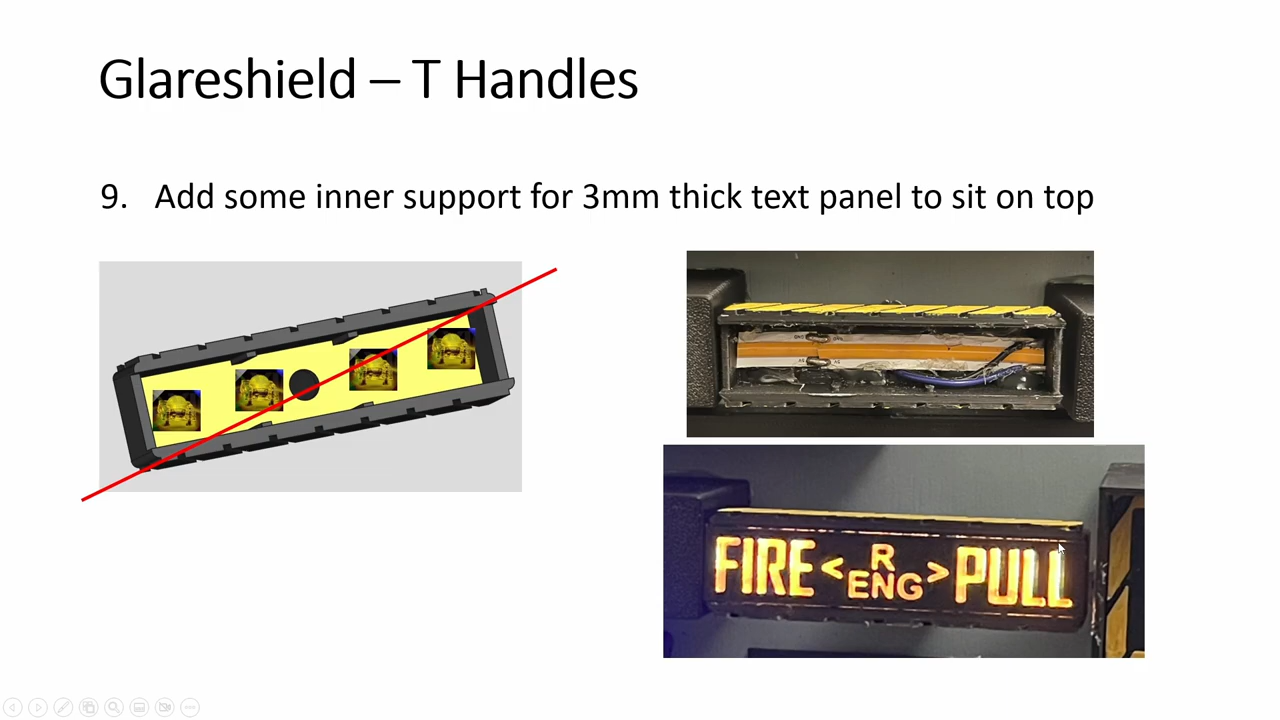 Glareshield – T Handles
9. Add some inner support for 3mm thick text panel to sit on top
FIRE < R ENG > PULL